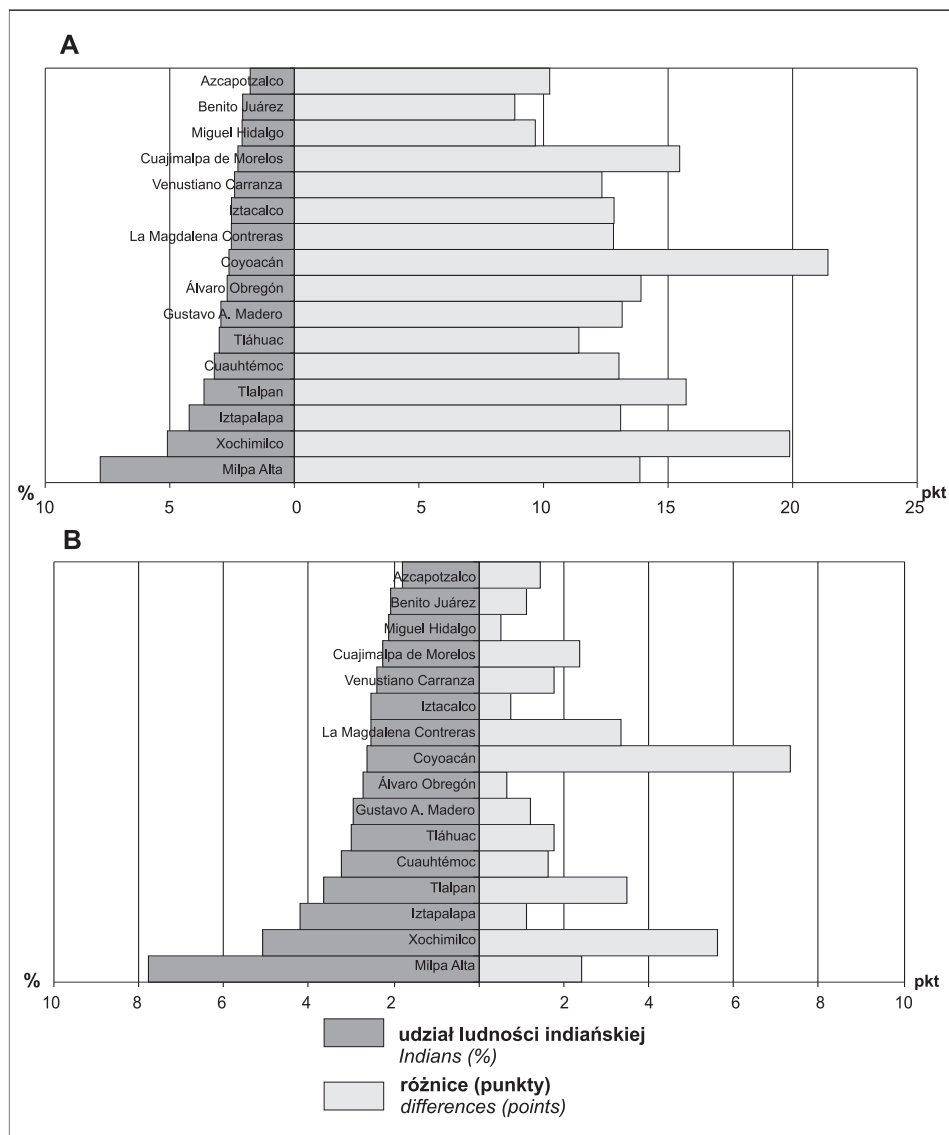 A
Azcapotzalco
Benito Juárez
Miguel Hidalgo
Cuajimalpa de Morelos
Venustiano Carranza
Iztacalco
La Magdalena Contreras
Coyoacán
Álvaro Obregón
Gustavo A. Madero
Tláhuac
Cuauhtémoc
Tlalpan
Iztapalapa
Xochimilco
Milpa Alta
% pkt
10 5 0 5 10 15 20 25
B
Azcapotzalco
Benito Juárez
Miguel Hidalgo
Cuajimalpa de Morelos
Venustiano Carranza
Iztacalco
La Magdalena Contreras
Coyoacán
Álvaro Obregón
Gustavo A. Madero
Tláhuac
Cuauhtémoc
Tlalpan
Iztapalapa
Xochimilco
Milpa Alta
% pkt
10 8 6 4 2 2 4 6 8 10
udział ludności indiańskiej
Indians (%)
różnice (punkty)
differences (points)